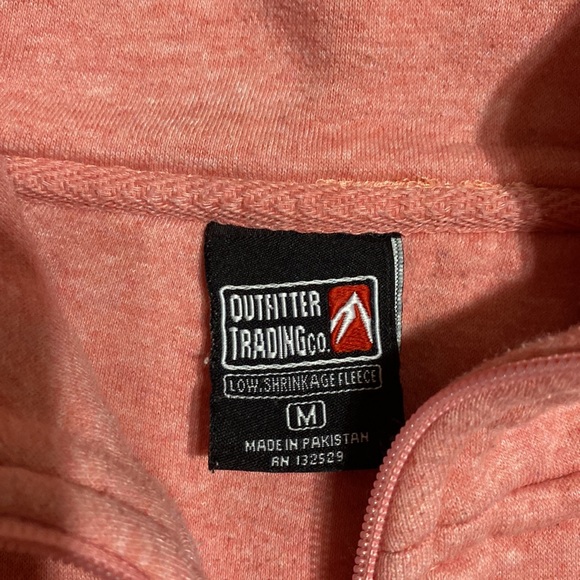 OUTFITTER
TRADING CO.
LOW.SHRINKAGE FLEECE
M
MADE IN PAKISTAN
RN 132529